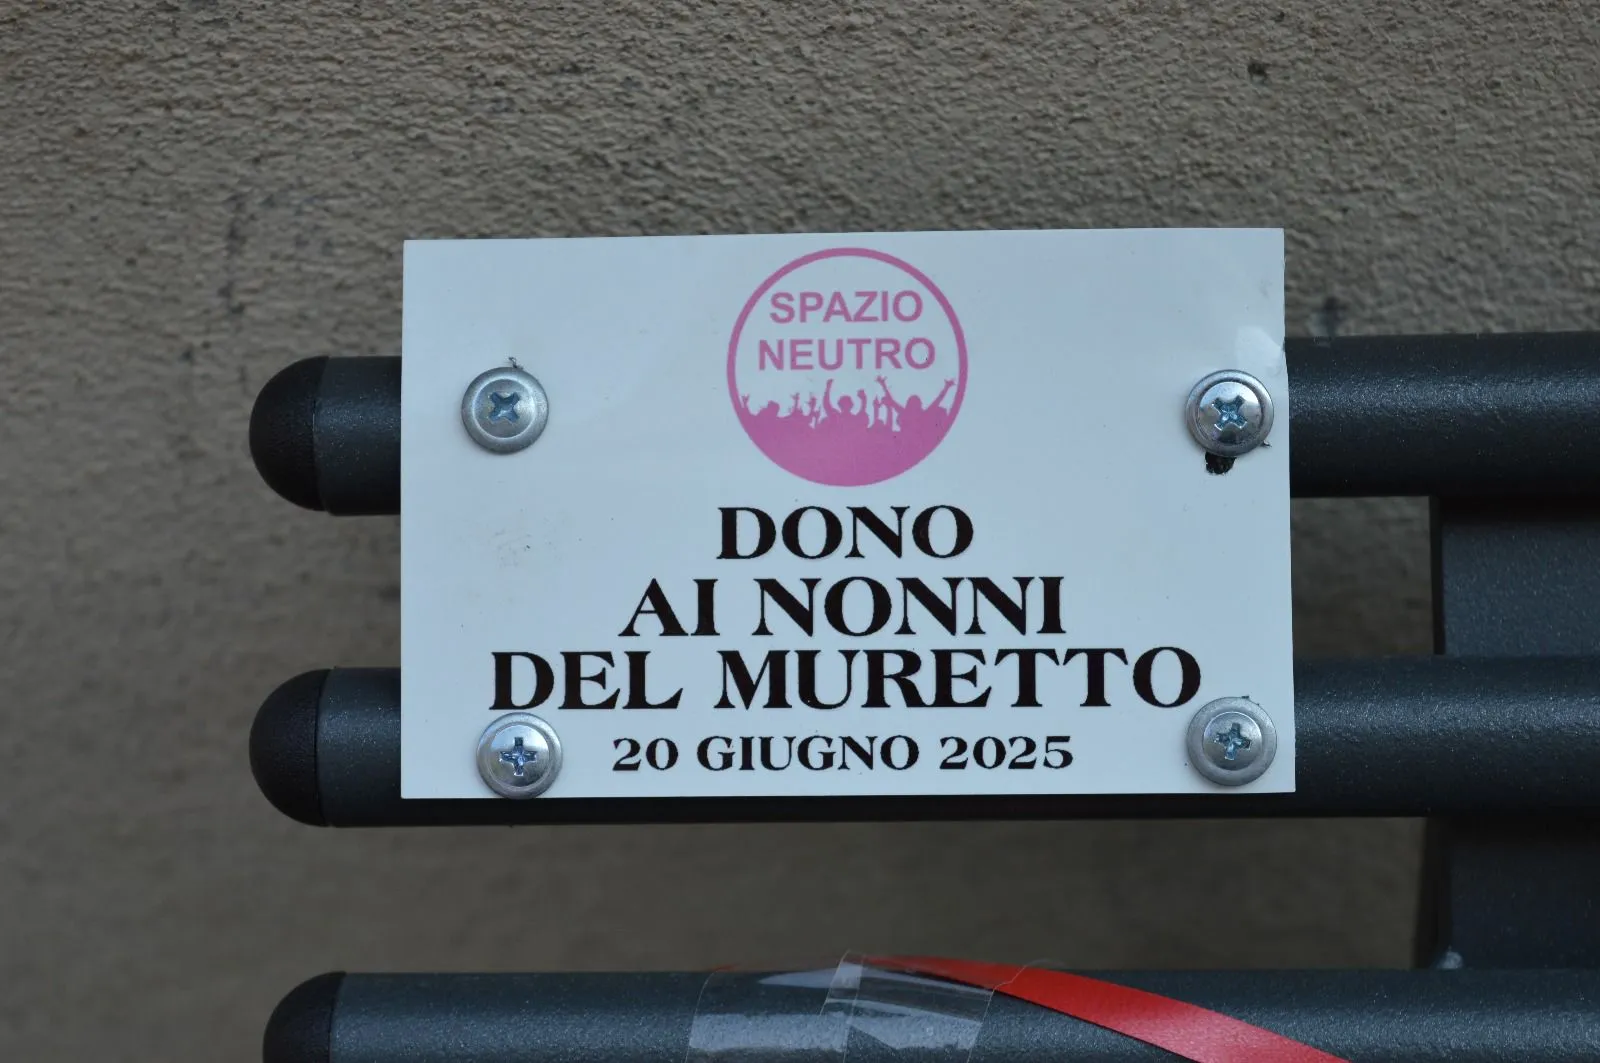 SPAZIO
NEUTRO
DONO
AI NONNI
DEL MURETTO
20 GIUGNO 2025